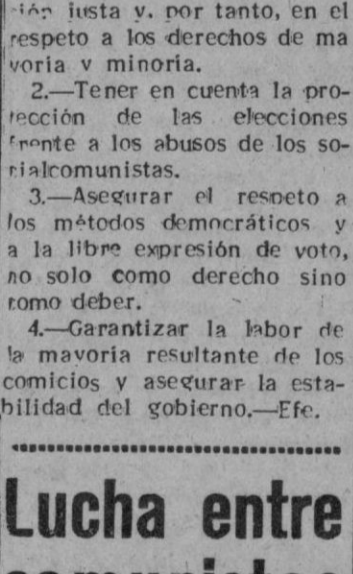 ción justa y. por tanto, en el
respeto a los derechos de ma
yoria y minoria.
2.—Tener en cuenta la pro-
tección de las elecciones
frente a los abusos de los so-
cialcomunistas.
3.—Asegurar el respeto a
los métodos democráticos y
a la libre expresión de voto,
no solo como derecho sino
como deber.
4.—Garantizar la labor de
la mayoria resultante de los
comicios y asegurar la esta-
bilidad del gobierno.—Efe.
Lucha entre